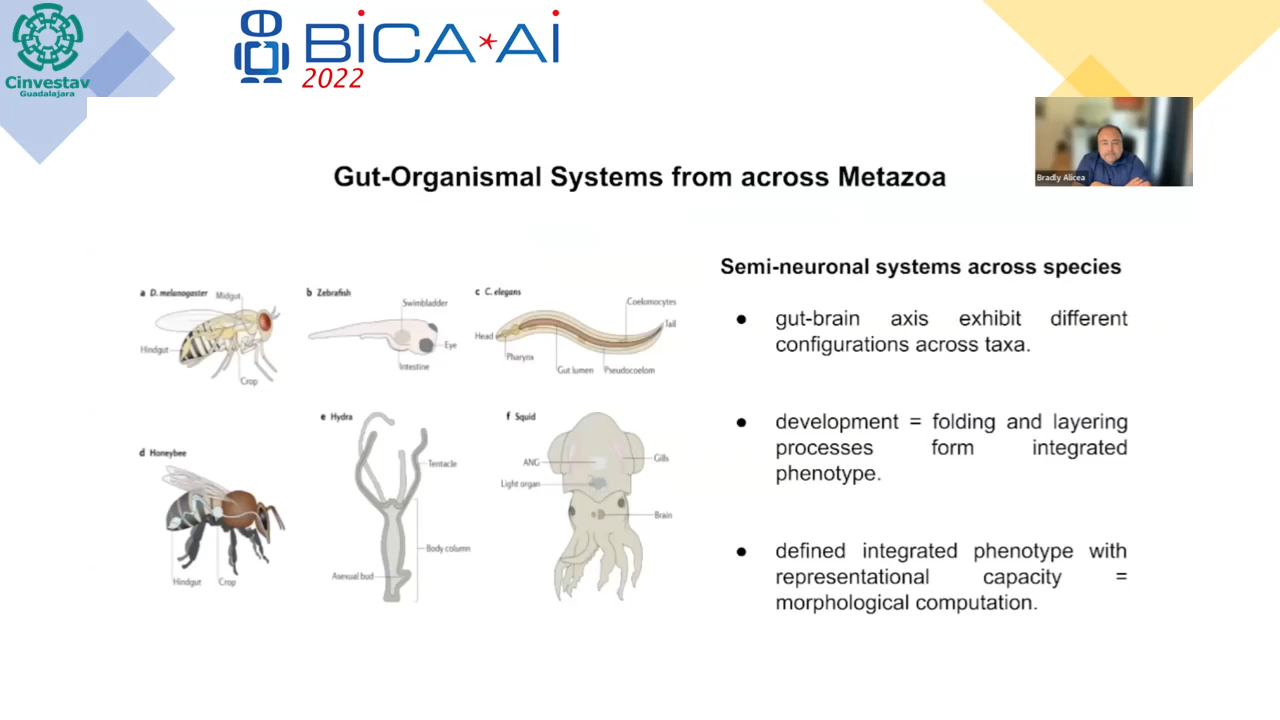 Cinvestav
Guadalajara
BiCA*Ai
2022
Bradly Alicea
Gut-Organismal Systems from across Metazoa
a D. melanogaster
Midgut
Hindgut
Crop
b Zebrafish
Swimbladder
Eye
Intestine
c C. elegans
Coelomocytes
Head
Tail
Pharynx
Gut lumen
Pseudocoelom
d Honeybee
Hindgut
Crop
e Hydra
Tentacle
Body column
Asexual bud
f Squid
ANG
Gills
Light organ
Brain
Semi-neuronal systems across species
● gut-brain axis exhibit different
configurations across taxa.
● development = folding and layering
processes form integrated
phenotype.
● defined integrated phenotype with
representational capacity =
morphological computation.